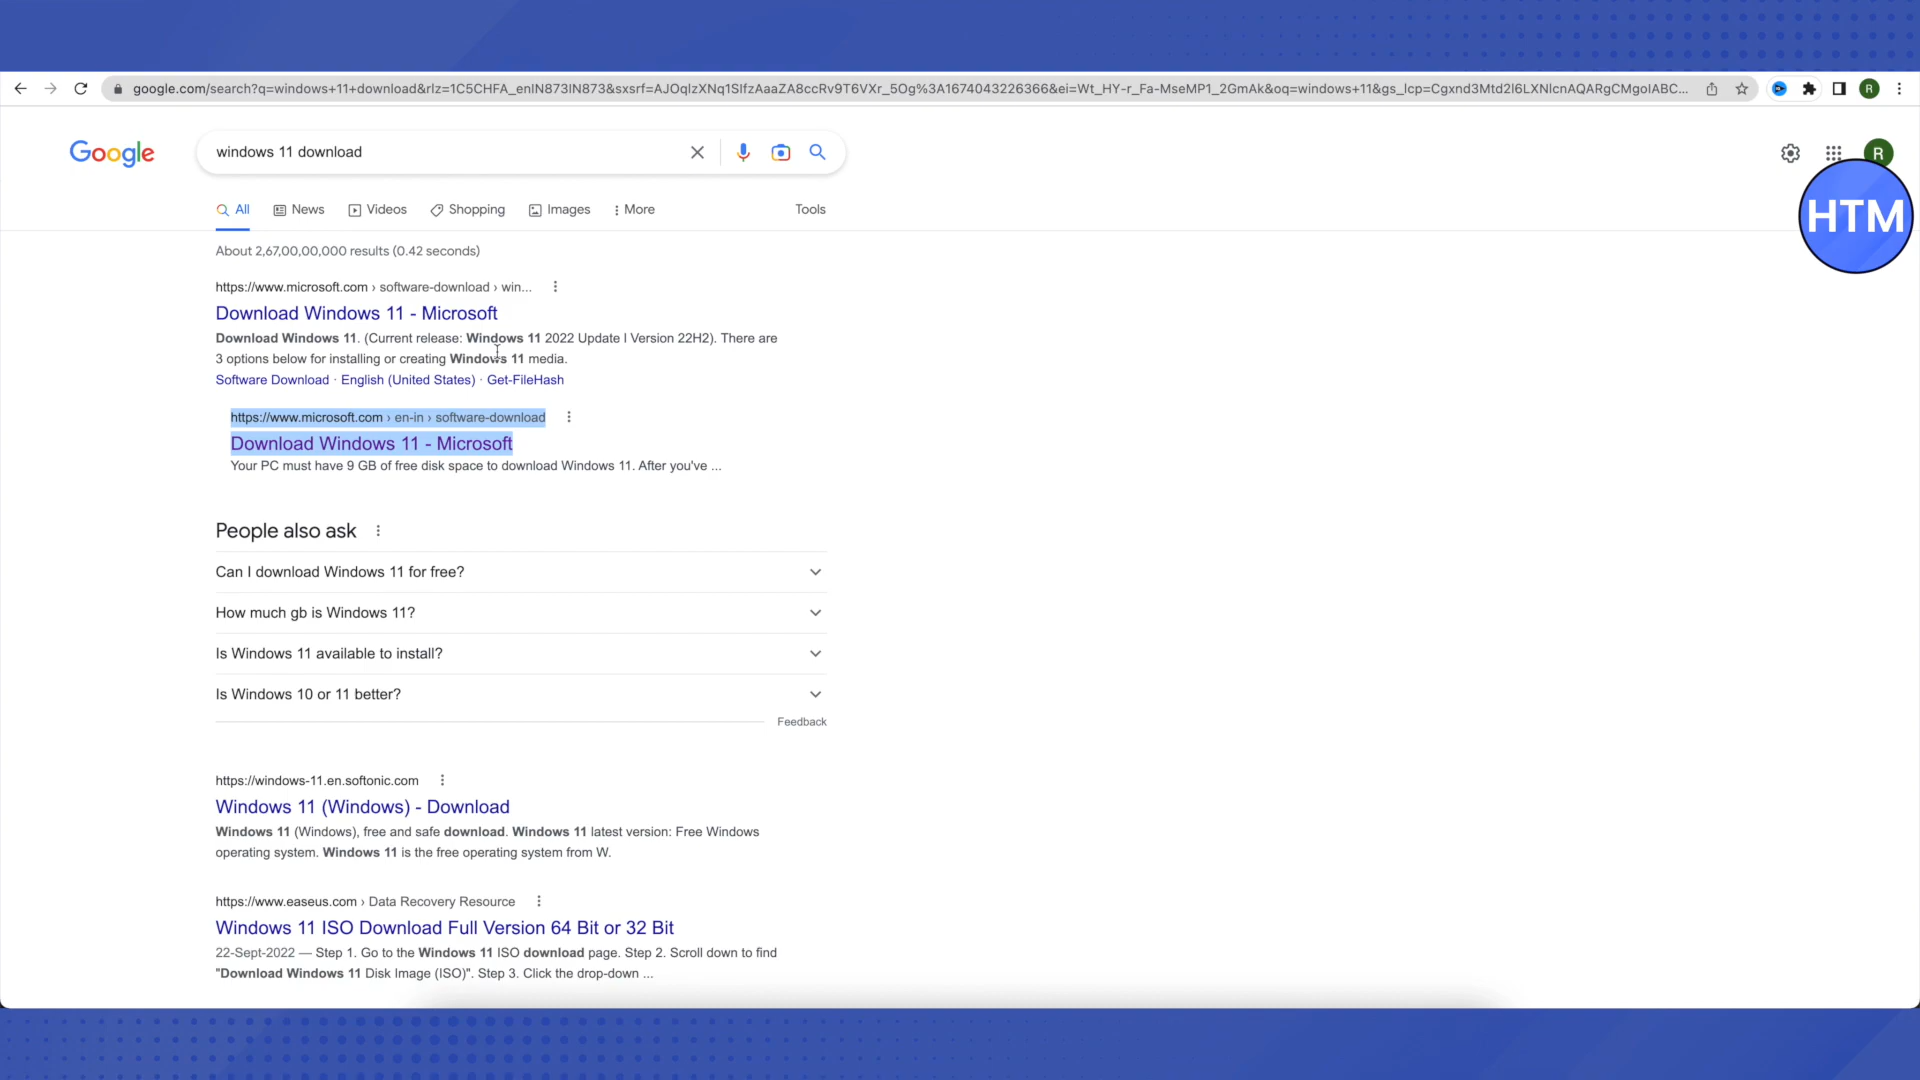 google.com/search?q=windows+11+download&rlz=1C5CHFA_enIN873IN873&sxsrf=AJOqlzXNq1SlfzAaaZA8ccRv9T6VXr_5Og%3A1674043226366&ei=Wt_HY-r_Fa-MseMP1_2GmAk&oq=windows+11&gs_lcp=Cgxnd3Mtd2l6LXNlcnAQARgCMgoIABC...
R
Google
windows 11 download
R
HTM
All
News
Videos
Shopping
Images
More
Tools
About 2,67,00,00,000 results (0.42 seconds)
https://www.microsoft.com › software-download › win...
Download Windows 11 - Microsoft
Download Windows 11. (Current release: Windows 11 2022 Update l Version 22H2). There are
3 options below for installing or creating Windows 11 media.
Software Download · English (United States) · Get-FileHash
https://www.microsoft.com › en-in › software-download
Download Windows 11 - Microsoft
Your PC must have 9 GB of free disk space to download Windows 11. After you've ...
People also ask
Can I download Windows 11 for free?
How much gb is Windows 11?
Is Windows 11 available to install?
Is Windows 10 or 11 better?
Feedback
https://windows-11.en.softonic.com
Windows 11 (Windows) - Download
Windows 11 (Windows), free and safe download. Windows 11 latest version: Free Windows
operating system. Windows 11 is the free operating system from W.
https://www.easeus.com › Data Recovery Resource
Windows 11 ISO Download Full Version 64 Bit or 32 Bit
22-Sept-2022 — Step 1. Go to the Windows 11 ISO download page. Step 2. Scroll down to find
"Download Windows 11 Disk Image (ISO)". Step 3. Click the drop-down ...